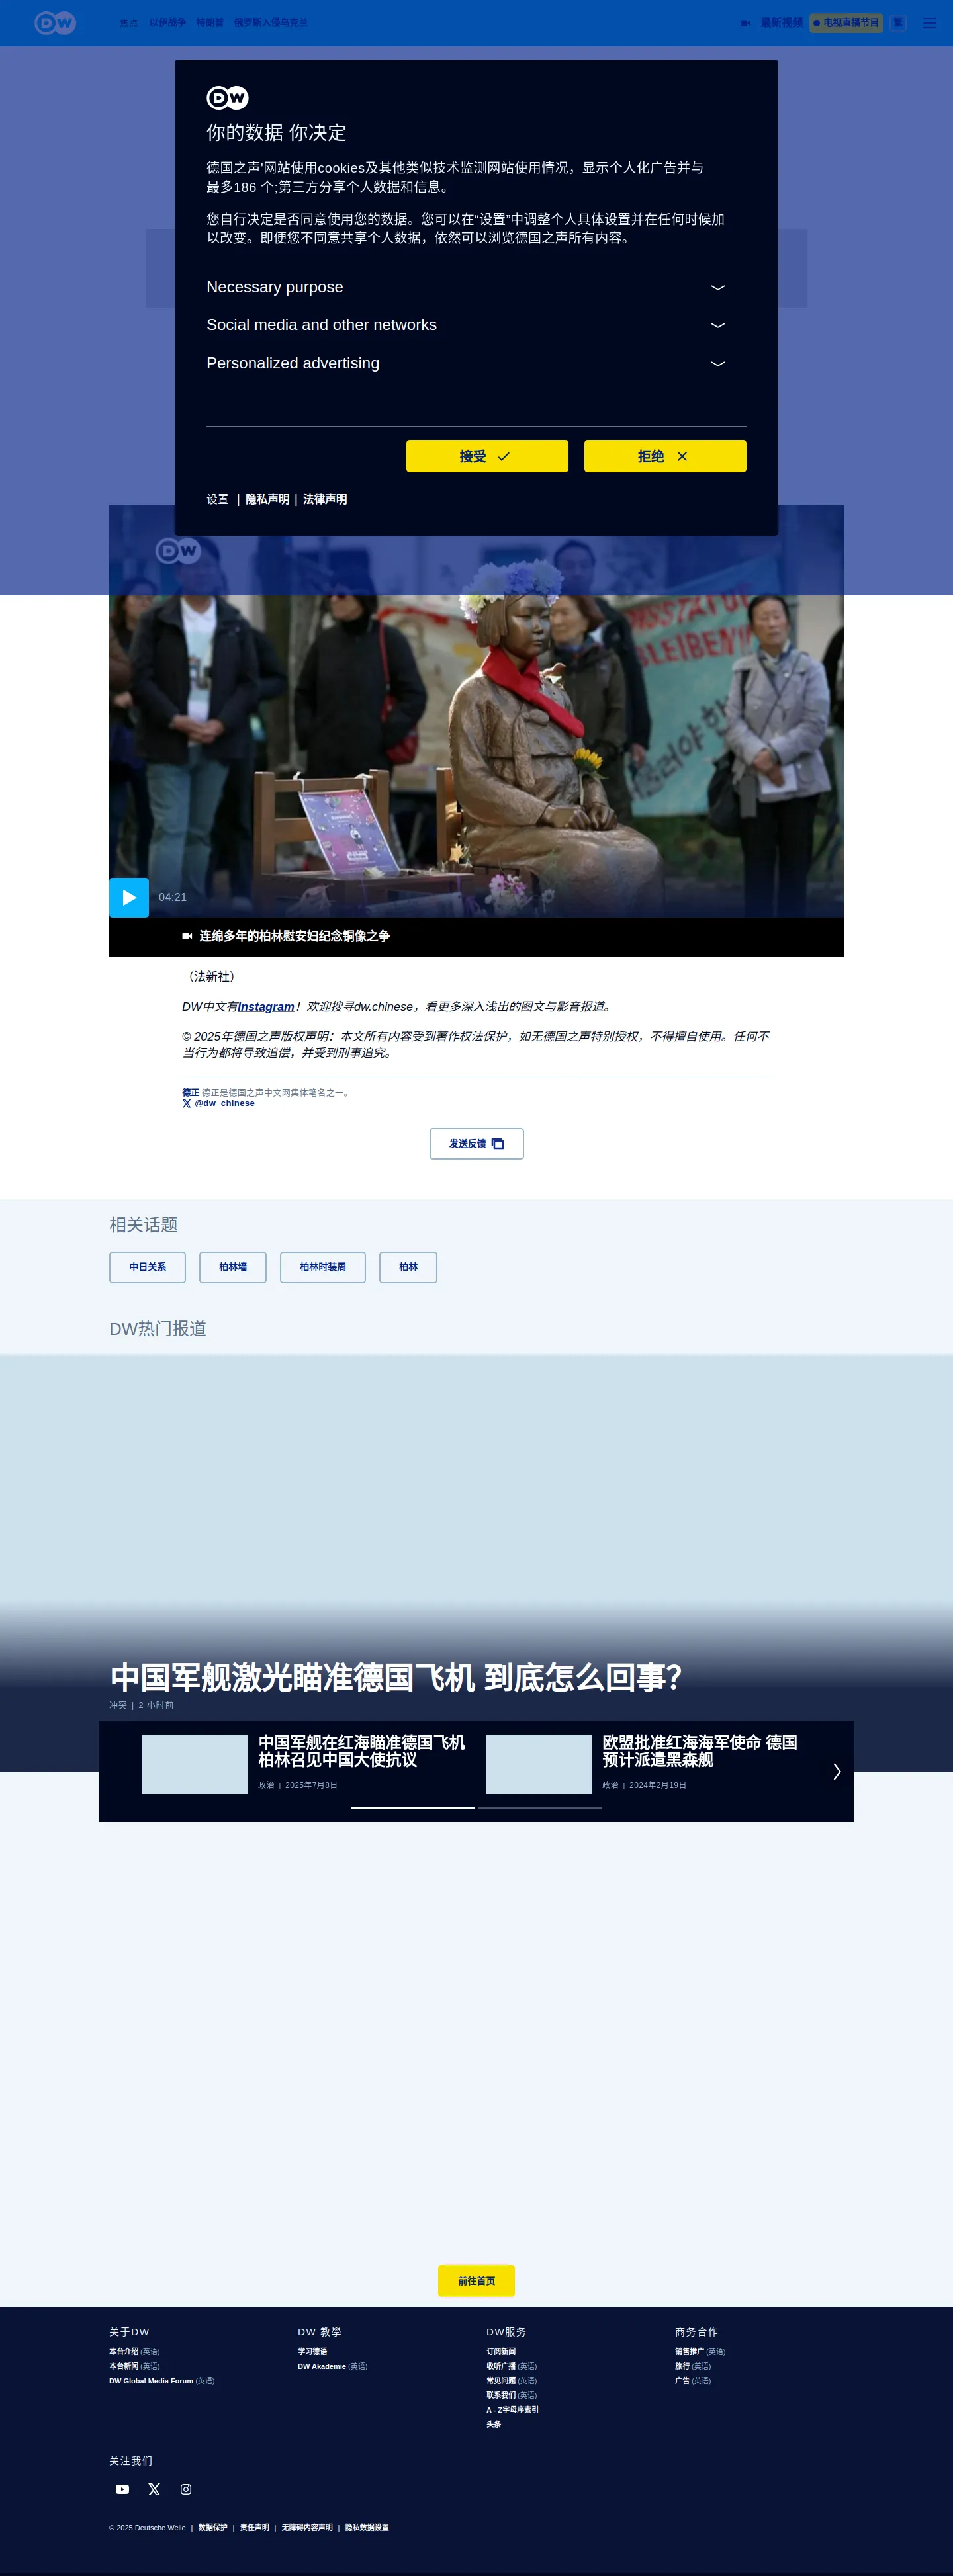 DW
焦点 以伊战争 特朗普 俄罗斯入侵乌克兰 最新视频 电视直播节目 繁
DW
你的数据 你决定
德国之声'网站使用cookies及其他类似技术监测网站使用情况，显示个人化广告并与
最多186 个;第三方分享个人数据和信息。
您自行决定是否同意使用您的数据。您可以在“设置”中调整个人具体设置并在任何时候加
以改变。即便您不同意共享个人数据，依然可以浏览德国之声所有内容。
Necessary purpose
Social media and other networks
Personalized advertising
接受 拒绝
设置 | 隐私声明 | 法律声明
DW
04:21
连绵多年的柏林慰安妇纪念铜像之争
（法新社）
DW中文有Instagram！欢迎搜寻dw.chinese，看更多深入浅出的图文与影音报道。
© 2025年德国之声版权声明：本文所有内容受到著作权法保护，如无德国之声特别授权，不得擅自使用。任何不
当行为都将导致追偿，并受到刑事追究。
德正 德正是德国之声中文网集体笔名之一。
@dw_chinese
发送反馈
相关话题
中日关系 柏林墙 柏林时装周 柏林
DW热门报道
中国军舰激光瞄准德国飞机 到底怎么回事？
冲突 | 2 小时前
中国军舰在红海瞄准德国飞机
柏林召见中国大使抗议
政治 | 2025年7月8日
欧盟批准红海海军使命 德国
预计派遣黑森舰
政治 | 2024年2月19日
前往首页
关于DW
本台介绍 (英语)
本台新闻 (英语)
DW Global Media Forum (英语)
DW 教學
学习德语
DW Akademie (英语)
DW服务
订阅新闻
收听广播 (英语)
常见问题 (英语)
联系我们 (英语)
A - Z字母序索引
头条
商务合作
销售推广 (英语)
旅行 (英语)
广告 (英语)
关注我们
© 2025 Deutsche Welle | 数据保护 | 责任声明 | 无障碍内容声明 | 隐私数据设置